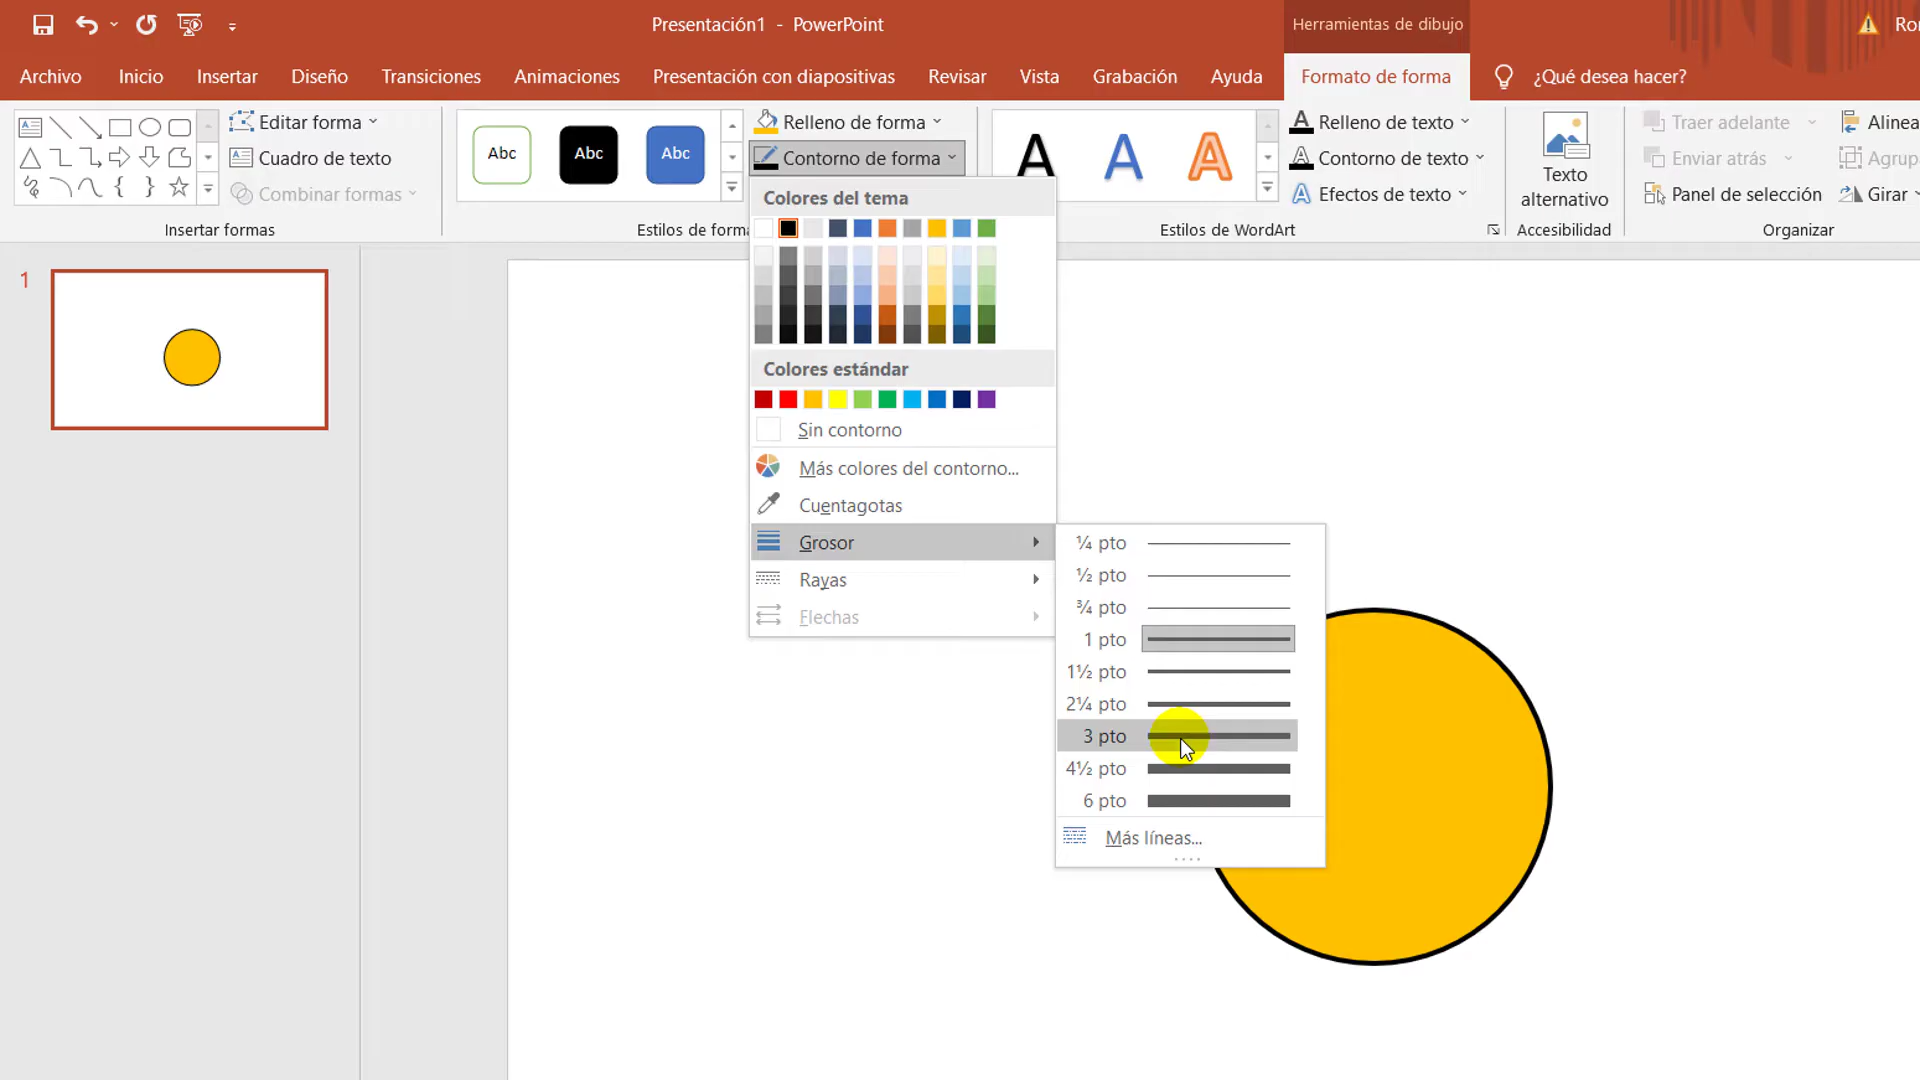 Presentación1 - PowerPoint
Herramientas de dibujo
Archivo Inicio Insertar Diseño Transiciones Animaciones Presentación con diapositivas Revisar Vista Grabación Ayuda Formato de forma ¿Qué desea hacer?
Editar forma
Cuadro de texto
Combinar formas
Insertar formas
Abc Abc Abc
Relleno de forma
Contorno de forma
Estilos de forma
A A A
Relleno de texto
Contorno de texto
Efectos de texto
Estilos de WordArt
Texto
alternativo
Accesibilidad
Traer adelante
Enviar atrás
Panel de selección
Alinea
Agrup
Girar
Organizar
1
Colores del tema
Colores estándar
Sin contorno
Más colores del contorno...
Cuentagotas
Grosor
Rayas
Flechas
¼ pto
½ pto
¾ pto
1 pto
1½ pto
2¼ pto
3 pto
4½ pto
6 pto
Más líneas...